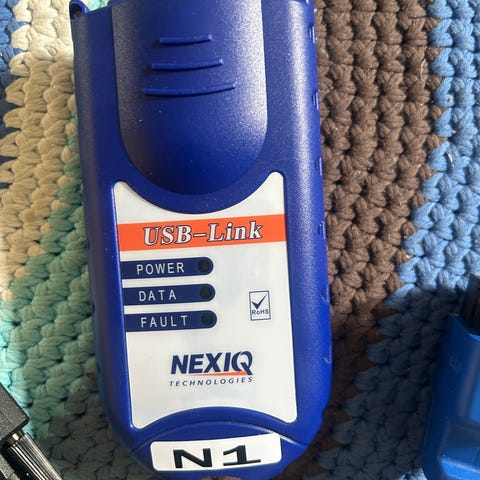 USB-Link
POWER
DATA
FAULT
RoHS
NEXIQ
TECHNOLOGIES
N1